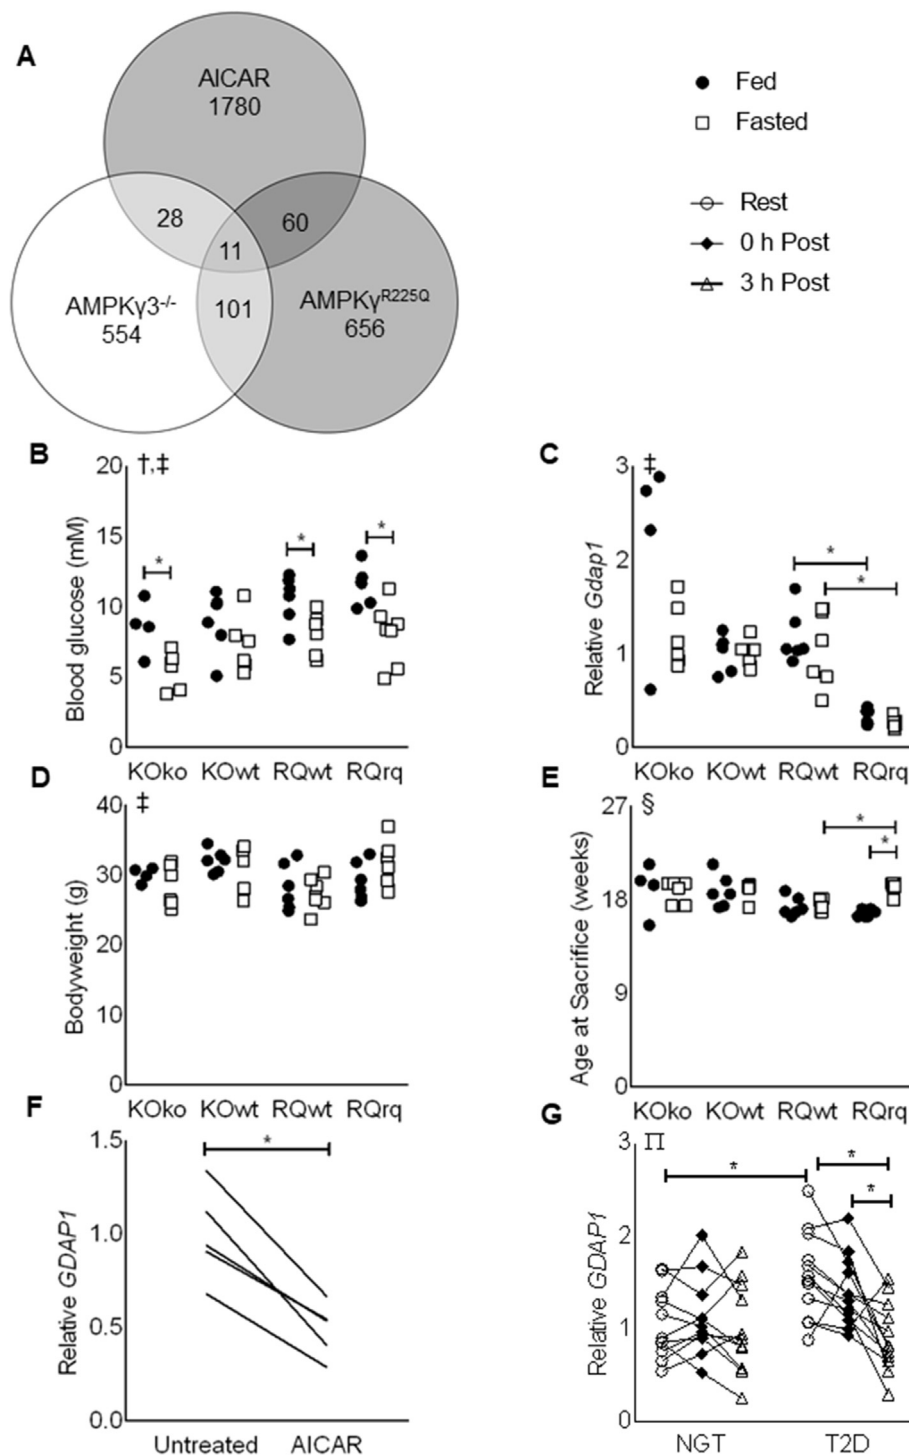 A
AICAR
1780
28
60
11
AMPKγ3-/-
554
101
AMPKγR225Q
656
Fed
Fasted
Rest
0 h Post
3 h Post
B
Blood glucose (mM)
20
15
10
5
0
†,‡
*
*
*
KOko KOwt RQwt RQrq
C
Relative Gdap1
3
2
1
0
‡
*
*
KOko KOwt RQwt RQrq
D
Bodyweight (g)
40
30
20
10
0
‡
KOko KOwt RQwt RQrq
E
Age at Sacrifice (weeks)
27
18
9
0
§
*
*
KOko KOwt RQwt RQrq
F
Relative GDAP1
1.5
1.0
0.5
0.0
*
Untreated AICAR
G
Relative GDAP1
3
2
1
0
Π
*
*
*
NGT T2D